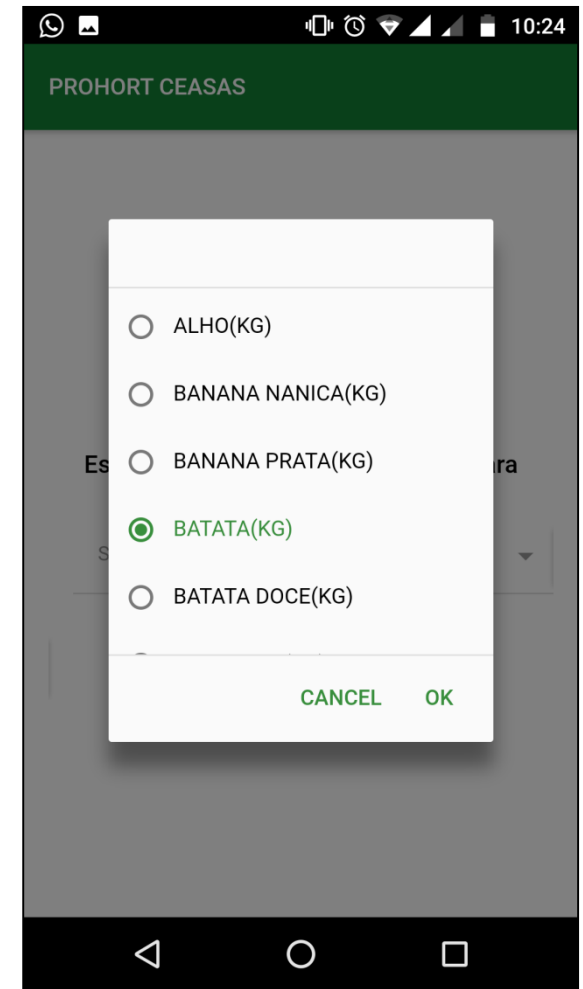 10:24
PROHORT CEASAS
ALHO(KG)
BANANA NANICA(KG)
BANANA PRATA(KG)
Es
ra
BATATA(KG)
S
BATATA DOCE(KG)
CANCEL OK